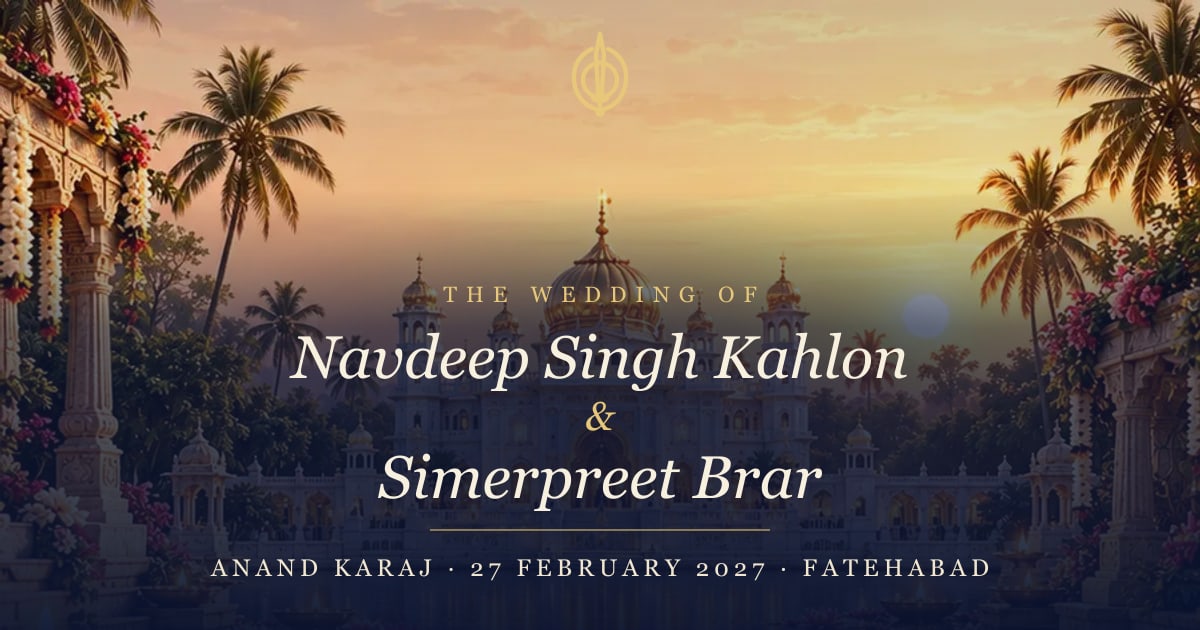 THE WEDDING OF
Navdeep Singh Kahlon
&
Simerpreet Brar
ANAND KARAJ · 27 FEBRUARY 2027 · FATEHABAD